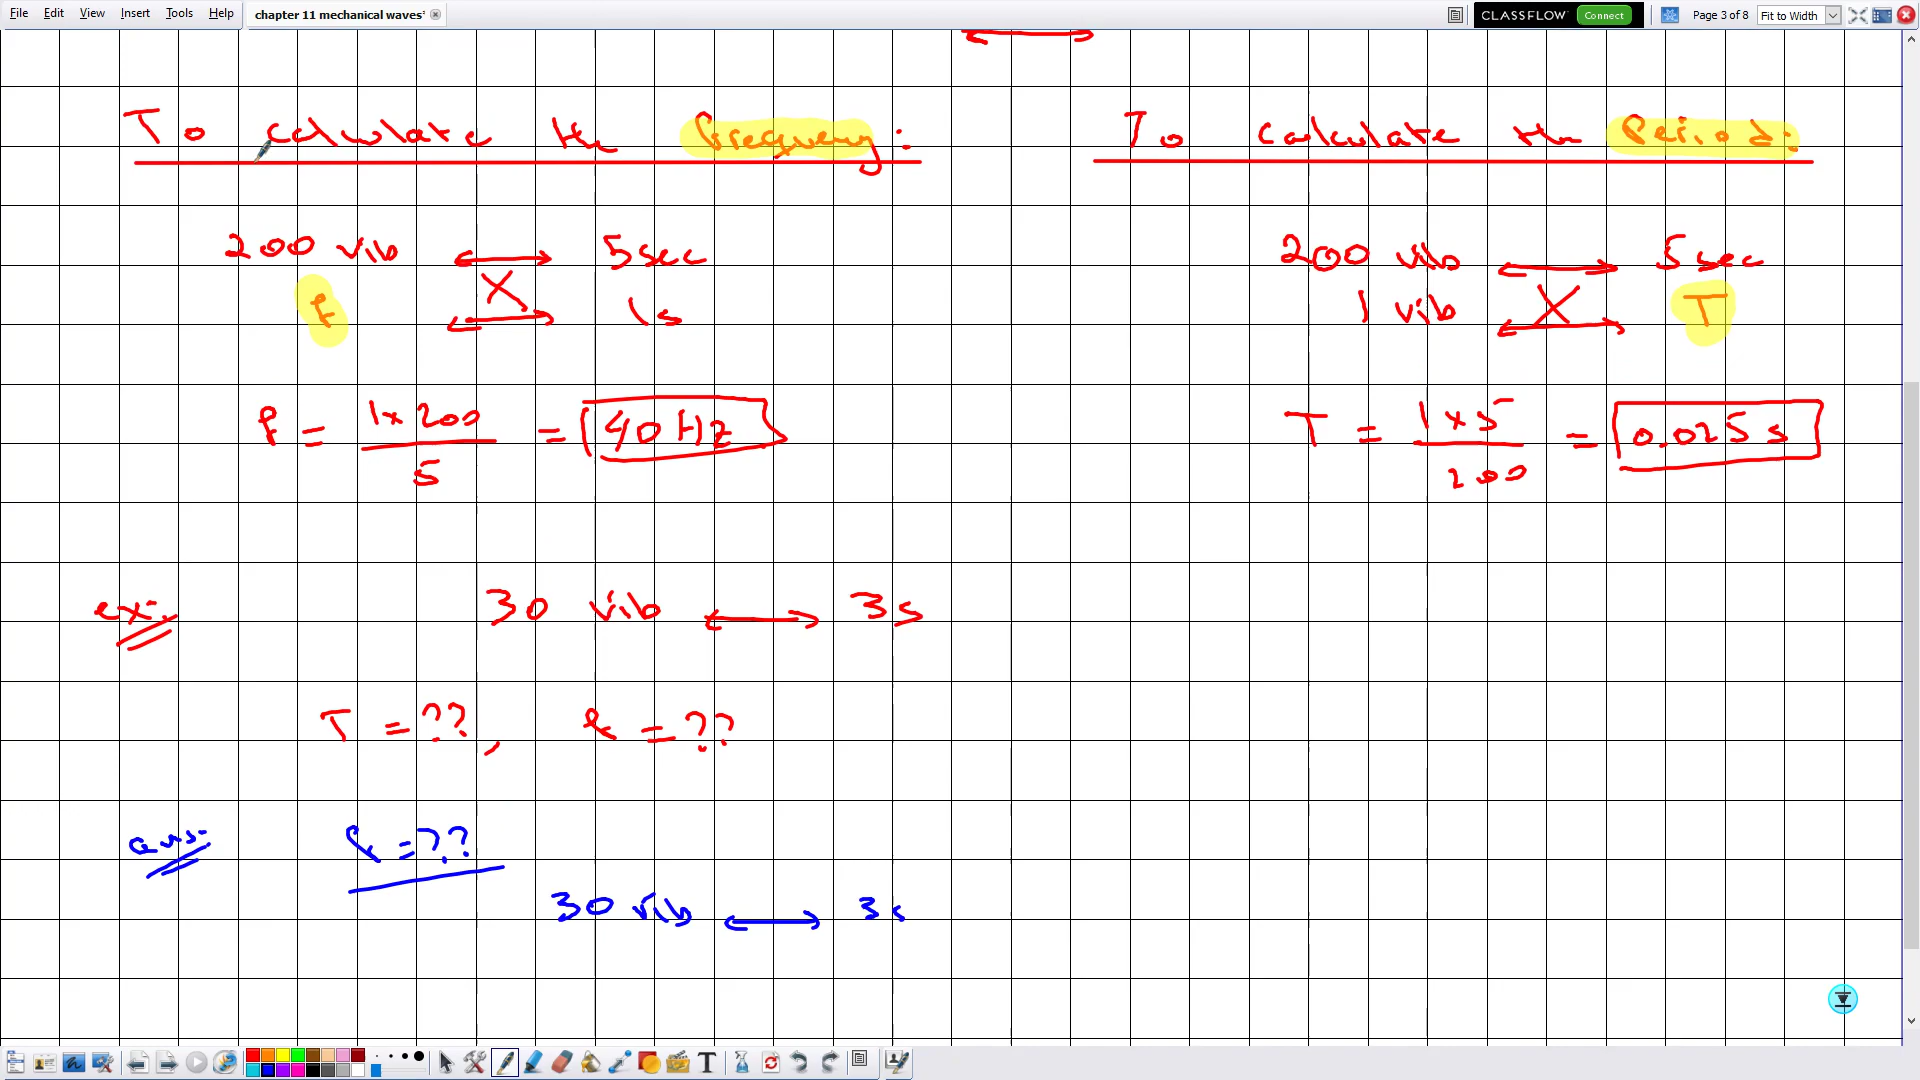 File Edit View Insert Tools Help chapter 11 mechanical waves* CLASSFLOW Connect Page 3 of 8 Fit to Width
To calculate the frequency:
200 vib ↔ 5sec
f ↔ 1s
f = 1x200 / 5 = 40 Hz
To calculate the Period:
200 vib ↔ 5 sec
1 vib ↔ T
T = 1 x 5 / 200 = 0.025 s
ex: 30 vib ↔ 3s
T = ??, f = ??
ans: f = ??
30 vib ↔ 3s
T